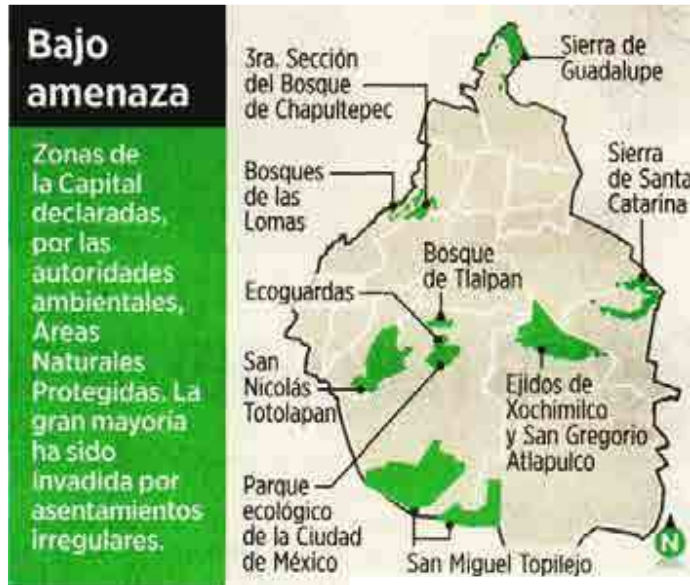 Bajo
amenaza
Zonas de
la Capital
declaradas,
por las
autoridades
ambientales,
Áreas
Naturales
Protegidas. La
gran mayoría
ha sido
invadida por
asentamientos
irregulares.
3ra. Sección
del Bosque
de Chapultepec
Sierra de
Guadalupe
Bosques
de las
Lomas
Sierra
de Santa
Catarina
Bosque
de Tlalpan
Ecoguardas
San
Nicolás
Totolapan
Ejidos de
Xochimilco
y San Gregorio
Atlapulco
Parque
ecológico
de la Ciudad
de México
San Miguel Topilejo
N